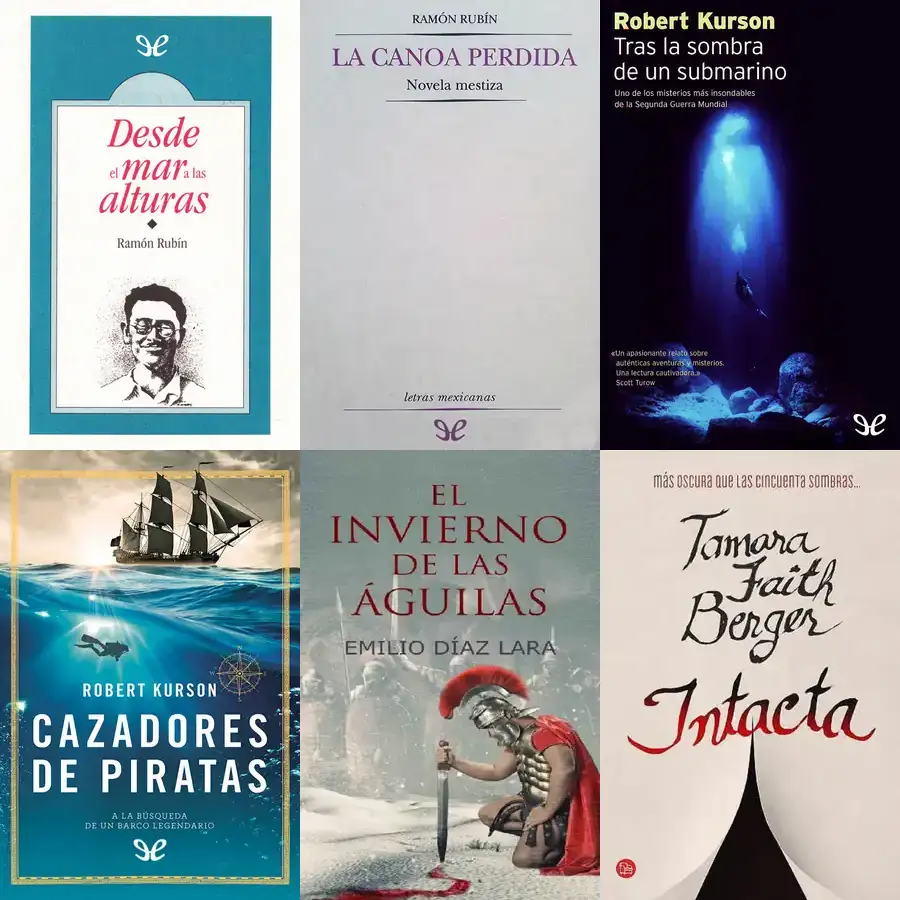 Desde
el mar a las
alturas
Ramón Rubín
RAMÓN RUBÍN
LA CANOA PERDIDA
Novela mestiza
letras mexicanas
Robert Kurson
Tras la sombra
de un submarino
Uno de los misterios más insondables
de la Segunda Guerra Mundial
«Un apasionante relato sobre
auténticas aventuras y misterios.
Una lectura cautivadora.»
Scott Turow
ROBERT KURSON
CAZADORES
DE PIRATAS
A LA BÚSQUEDA
DE UN BARCO LEGENDARIO
EL
INVIERNO
DE LAS
ÁGUILAS
EMILIO DÍAZ LARA
MÁS OSCURA QUE LAS CINCUENTA SOMBRAS...
Tamara
Faith
Berger
Intacta